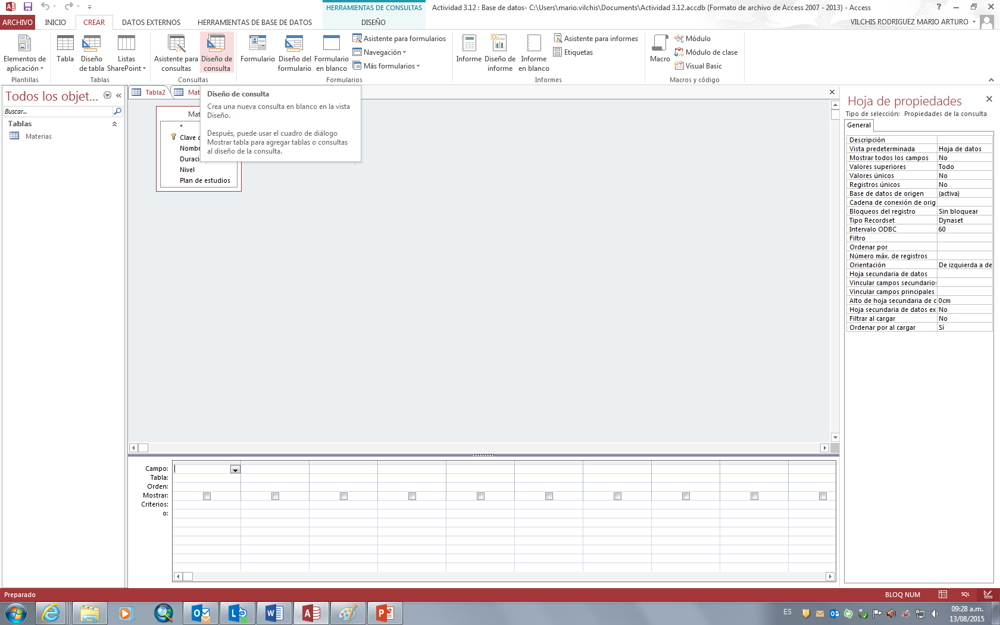 HERRAMIENTAS DE CONSULTAS
Actividad 3.12 : Base de datos- C:\Users\mario.vilchis\Documents\Actividad 3.12.accdb (Formato de archivo de Access 2007 - 2013) - Access
ARCHIVO
INICIO
CREAR
DATOS EXTERNOS
HERRAMIENTAS DE BASE DE DATOS
DISEÑO
VILCHIS RODRIGUEZ MARIO ARTURO
Elementos de
aplicación
Plantillas
Tabla
Diseño
de tabla
Listas
SharePoint
Tablas
Asistente para
consultas
Diseño de
consulta
Consultas
Formulario
Diseño del
formulario
Formulario
en blanco
Asistente para formularios
Navegación
Más formularios
Formularios
Informe
Diseño de
informe
Informe
en blanco
Asistente para informes
Etiquetas
Informes
Macro
Módulo
Módulo de clase
Visual Basic
Macros y código
Todos los objet...
Buscar...
Tablas
Materias
Tabla2
Mat
Diseño de consulta
Crea una nueva consulta en blanco en la vista
Diseño.
Después, puede usar el cuadro de diálogo
Mostrar tabla para agregar tablas o consultas
al diseño de la consulta.
Mat
*
Clave
Nombr
Duraci
Nivel
Plan de estudios
Campo:
Tabla:
Orden:
Mostrar:
Criterios:
o:
Hoja de propiedades
Tipo de selección: Propiedades de la consulta
General
Descripción
Vista predeterminada Hoja de datos
Mostrar todos los campos No
Valores superiores Todo
Valores únicos No
Registros únicos No
Base de datos de origen (activa)
Cadena de conexión de orig
Bloqueos del registro Sin bloquear
Tipo Recordset Dynaset
Intervalo ODBC 60
Filtro
Ordenar por
Número máx. de registros
Orientación De izquierda a de
Hoja secundaria de datos
Vincular campos secundarios
Vincular campos principales
Alto de hoja secundaria de d 0cm
Hoja secundaria de datos ex No
Filtrar al cargar No
Ordenar por al cargar Sí
Preparado
BLOQ NUM
SQL
ES
09:28 a.m.
13/08/2015